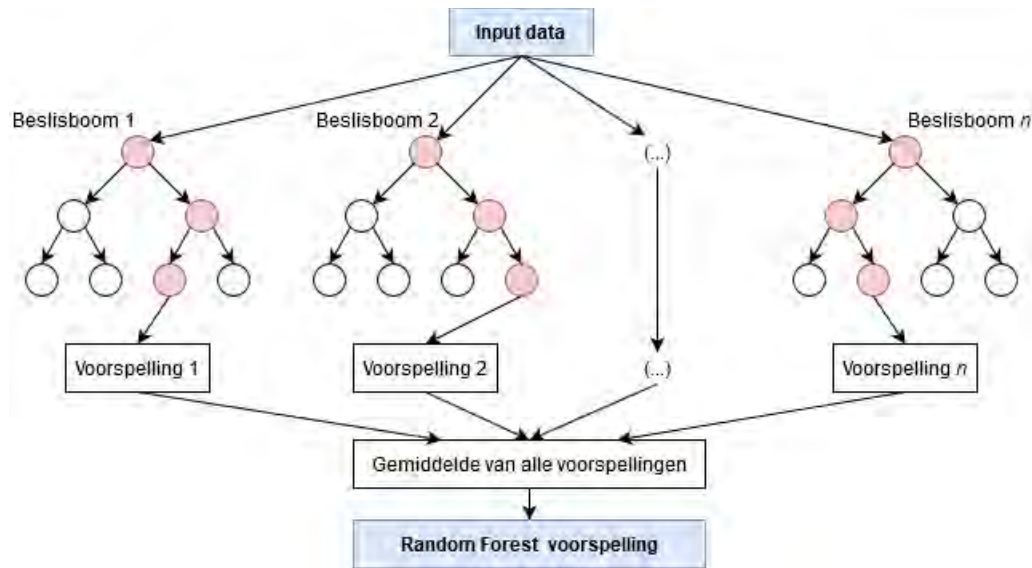 Input data
Beslisboom 1
Beslisboom 2
Beslisboom n
(...)
Voorspelling 1
Voorspelling 2
(...)
Voorspelling n
Gemiddelde van alle voorspellingen
Random Forest voorspelling